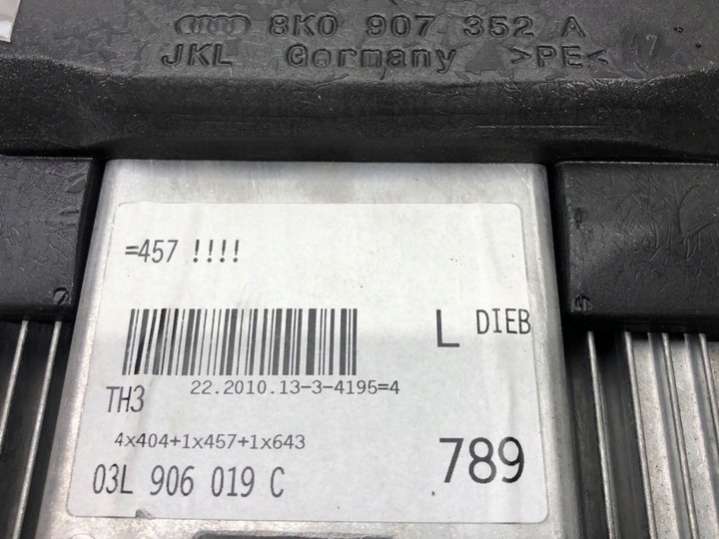 8K0 907 352 A
JKL Germany >PE<
=457 !!!!
L DIEB
22.2010.13-3-4195=4
TH3
4x404+1x457+1x643
03L 906 019 C
789